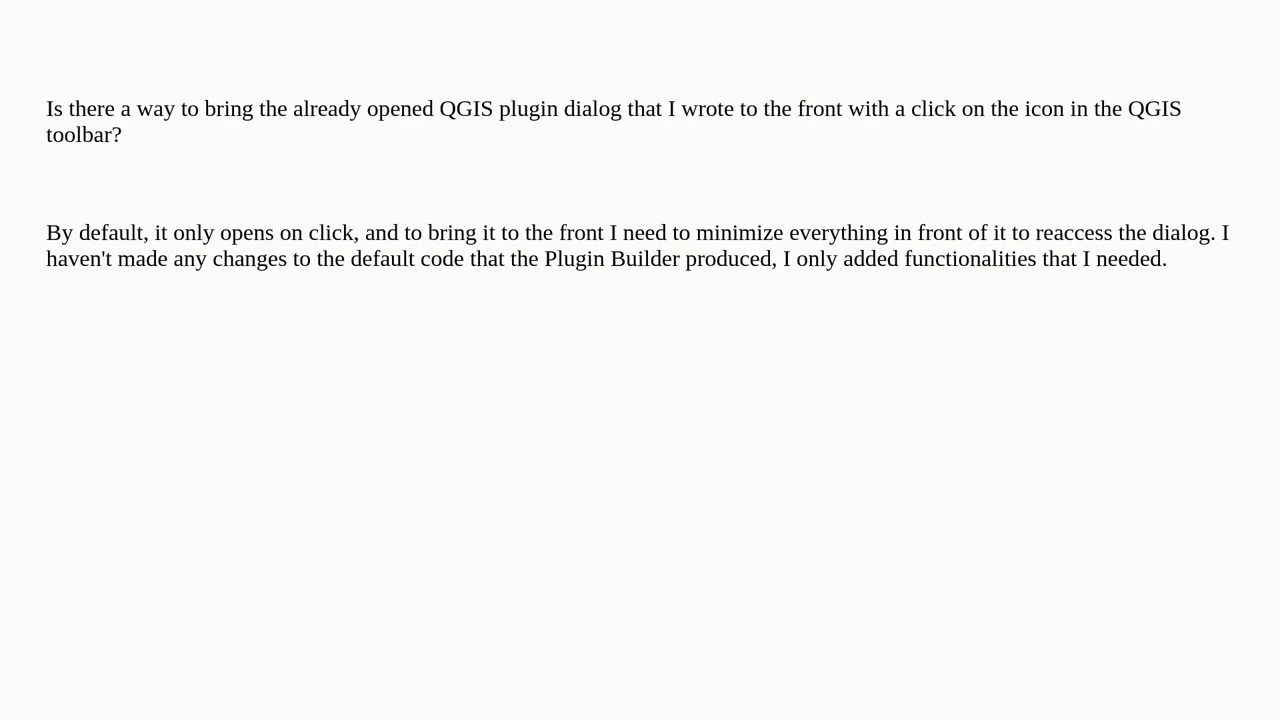 Is there a way to bring the already opened QGIS plugin dialog that I wrote to the front with a click on the icon in the QGIS
toolbar?
By default, it only opens on click, and to bring it to the front I need to minimize everything in front of it to reaccess the dialog. I
haven't made any changes to the default code that the Plugin Builder produced, I only added functionalities that I needed.